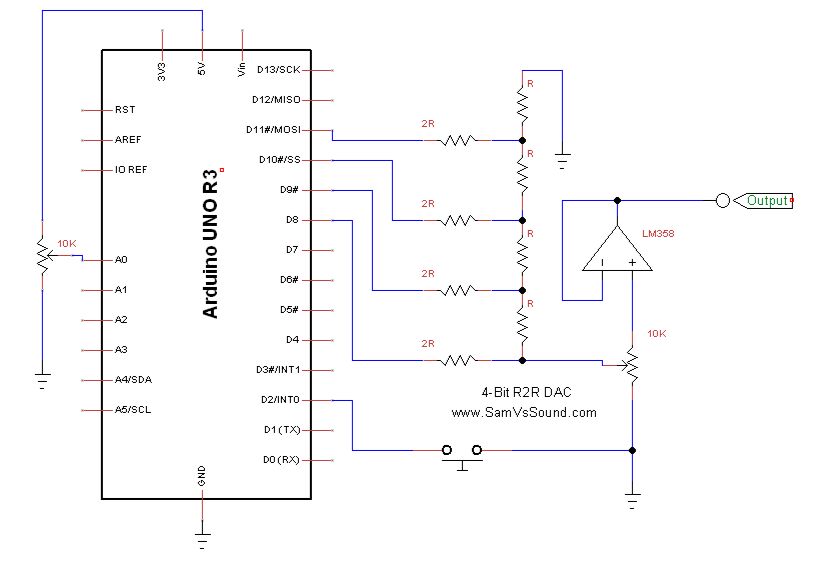 3V3
5V
Vin
D13/SCK
D12/MISO
D11#/MOSI
D10#/SS
D9#
D8
D7
D6#
D5#
D4
D3#/INT1
D2/INT0
D1(TX)
D0(RX)
RST
AREF
IO REF
A0
A1
A2
A3
A4/SDA
A5/SCL
GND
Arduino UNO R3
10K
2R
2R
2R
2R
R
R
R
R
LM358
- +
Output
10K
4-Bit R2R DAC
www.SamVsSound.com